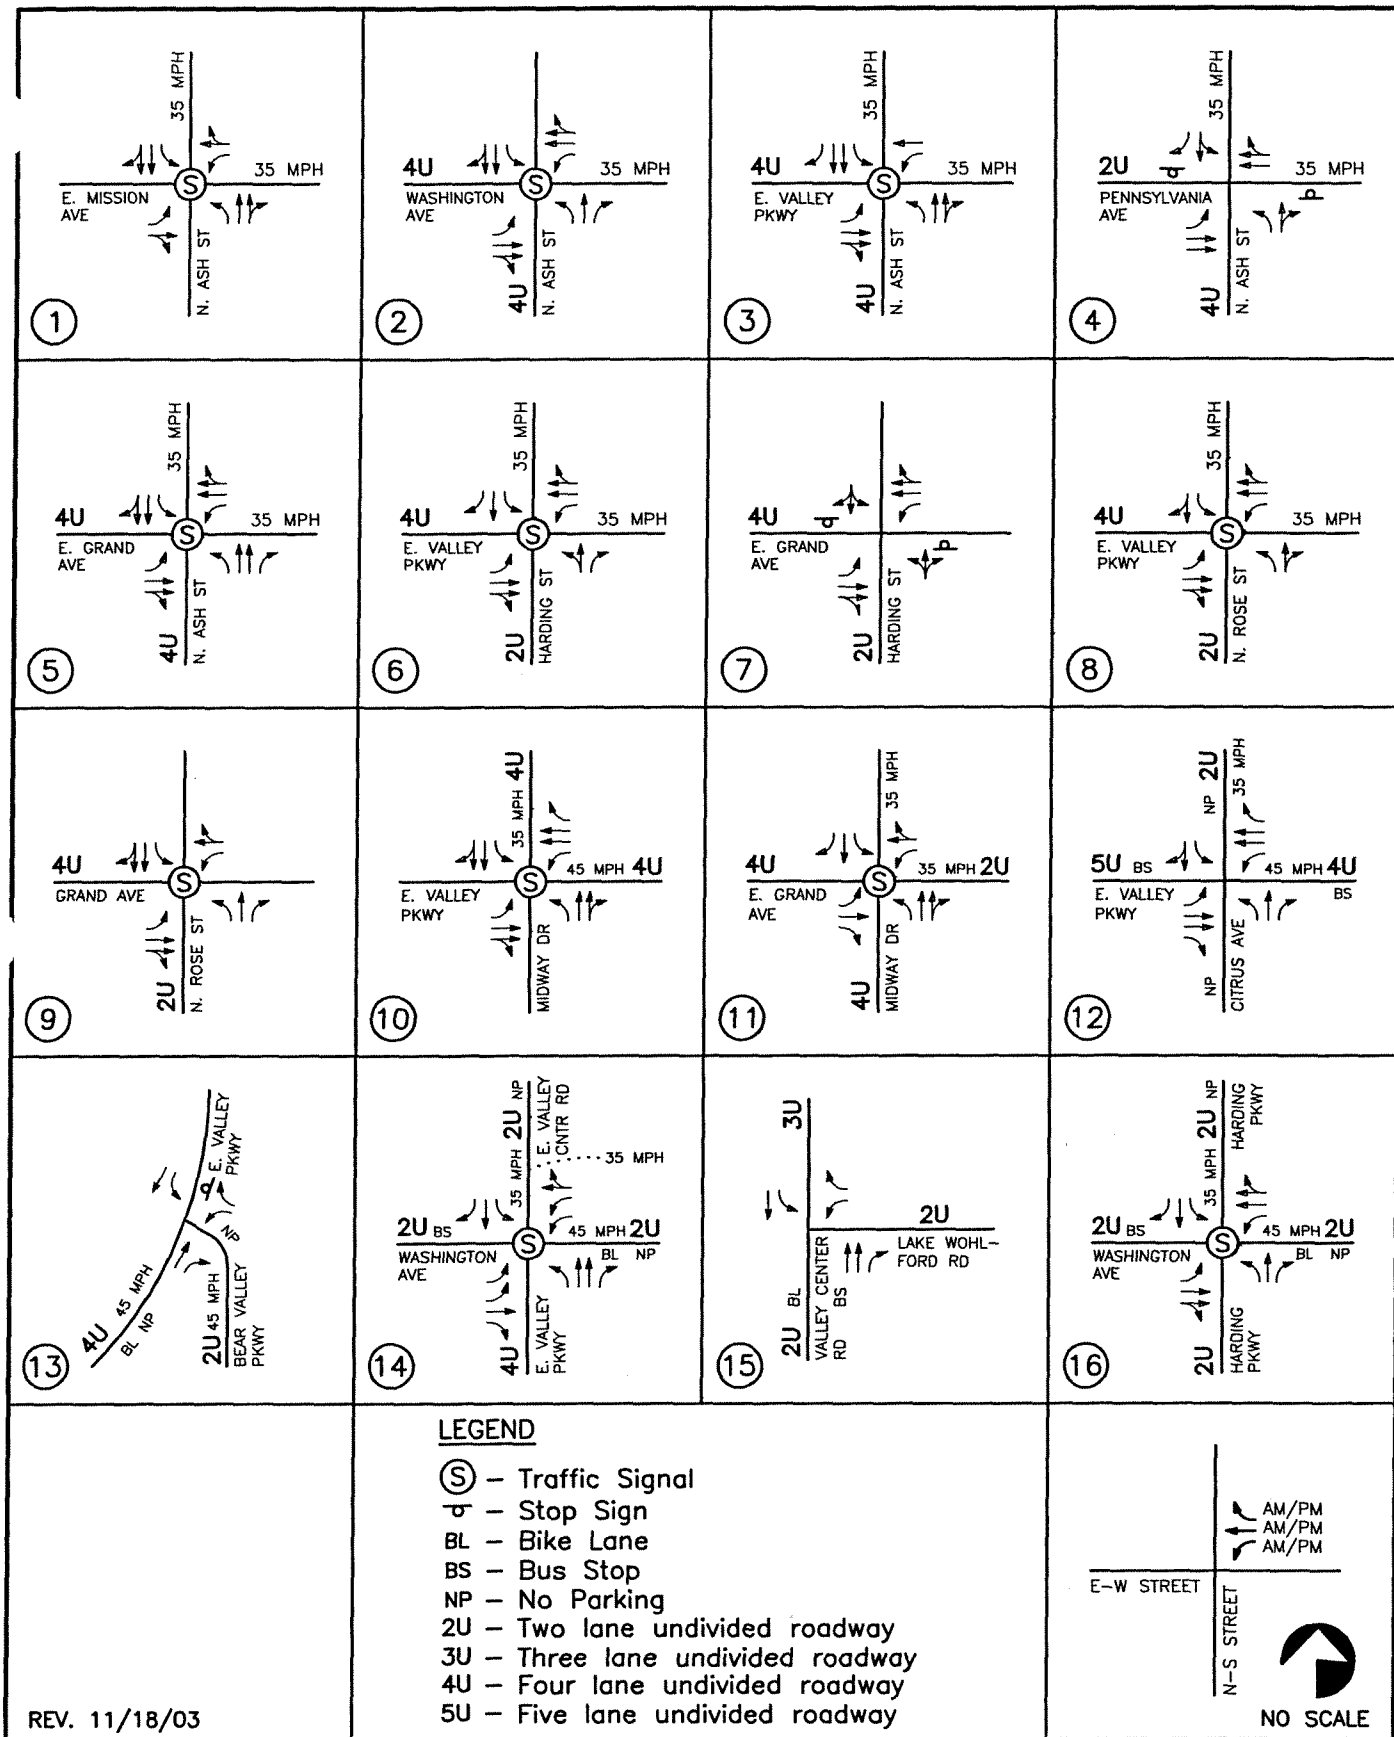 35 MPH
35 MPH
E. MISSION
AVE
N. ASH ST
S
1
4U
WASHINGTON
AVE
4U
N. ASH ST
S
35 MPH
2
35 MPH
4U
E. VALLEY
PKWY
4U
N. ASH ST
S
3
35 MPH
2U
35 MPH
PENNSYLVANIA
AVE
4U
N. ASH ST
4
35 MPH
4U
35 MPH
E. GRAND
AVE
4U
N. ASH ST
S
5
35 MPH
4U
35 MPH
E. VALLEY
PKWY
2U
HARDING ST
S
6
4U
E. GRAND
AVE
2U
HARDING ST
7
35 MPH
4U
35 MPH
E. VALLEY
PKWY
2U
N. ROSE ST
S
8
4U
GRAND AVE
2U
N. ROSE ST
S
9
35 MPH 4U
45 MPH 4U
E. VALLEY
PKWY
MIDWAY DR
S
10
35 MPH
4U
35 MPH 2U
E. GRAND
AVE
4U
MIDWAY DR
S
11
NP 2U
35 MPH
5U BS
45 MPH 4U
BS
E. VALLEY
PKWY
NP
CITRUS AVE
12
E. VALLEY
PKWY
NP
4U 45 MPH
BL NP
2U 45 MPH
BEAR VALLEY
PKWY
13
35 MPH 2U NP
E. VALLEY
CNTR RD
35 MPH
2U BS
45 MPH 2U
BL NP
WASHINGTON
AVE
4U
E. VALLEY
PKWY
S
14
3U
2U
LAKE WOHL-
FORD RD
2U BL
VALLEY CENTER
RD BS
15
35 MPH 2U NP
HARDING
PKWY
2U BS
45 MPH 2U
BL NP
WASHINGTON
AVE
2U
HARDING
PKWY
S
16
LEGEND
S – Traffic Signal
– Stop Sign
BL – Bike Lane
BS – Bus Stop
NP – No Parking
2U – Two lane undivided roadway
3U – Three lane undivided roadway
4U – Four lane undivided roadway
5U – Five lane undivided roadway
AM/PM
AM/PM
AM/PM
E-W STREET
N-S STREET
NO SCALE
REV. 11/18/03